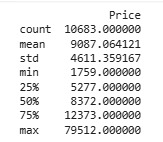 Price
count 10683.000000
mean 9087.064121
std 4611.359167
min 1759.000000
25% 5277.000000
50% 8372.000000
75% 12373.000000
max 79512.000000